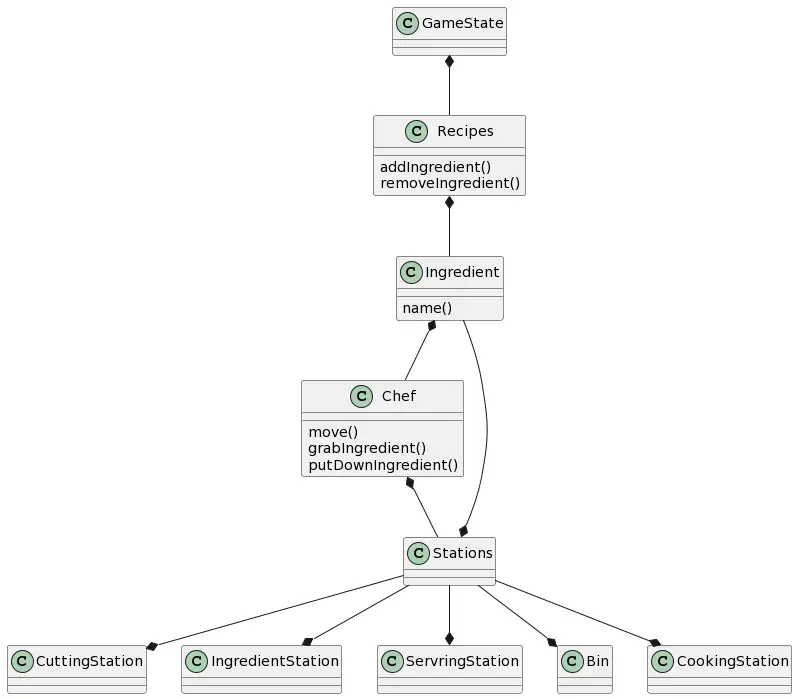 C GameState
C Recipes
addIngredient()
removeIngredient()
C Ingredient
name()
C Chef
move()
grabIngredient()
putDownIngredient()
C Stations
C CuttingStation
C IngredientStation
C ServringStation
C Bin
C CookingStation